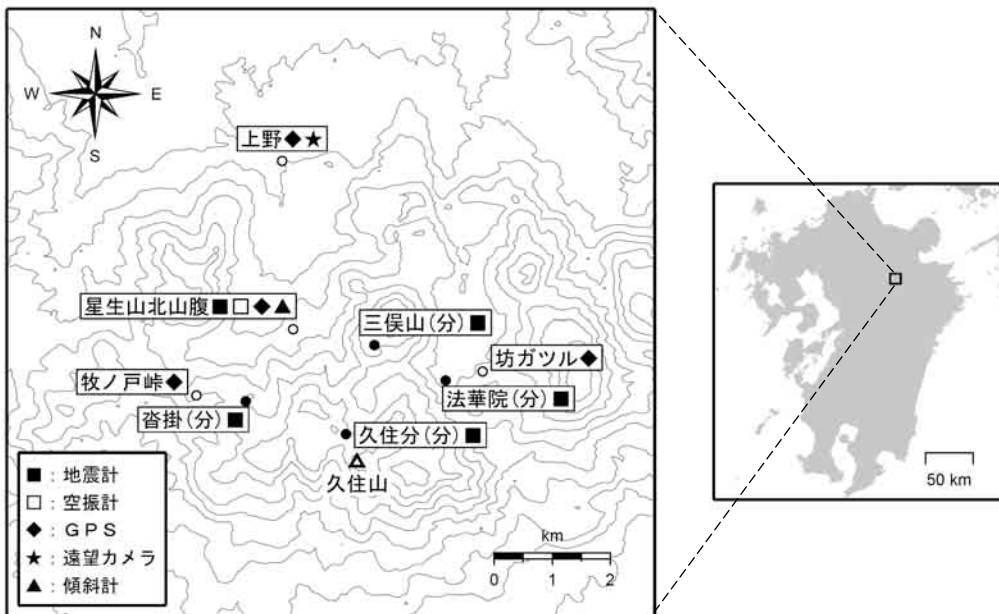 N
W E
S
上野◆★
星生山北山腹■□◆▲
三俣山(分)■
坊ガツル◆
牧ノ戸峠◆
法華院(分)■
沓掛(分)■
久住分(分)■
久住山
■：地震計
□：空振計
◆：ＧＰＳ
★：遠望カメラ
▲：傾斜計
km
0 1 2
50 km